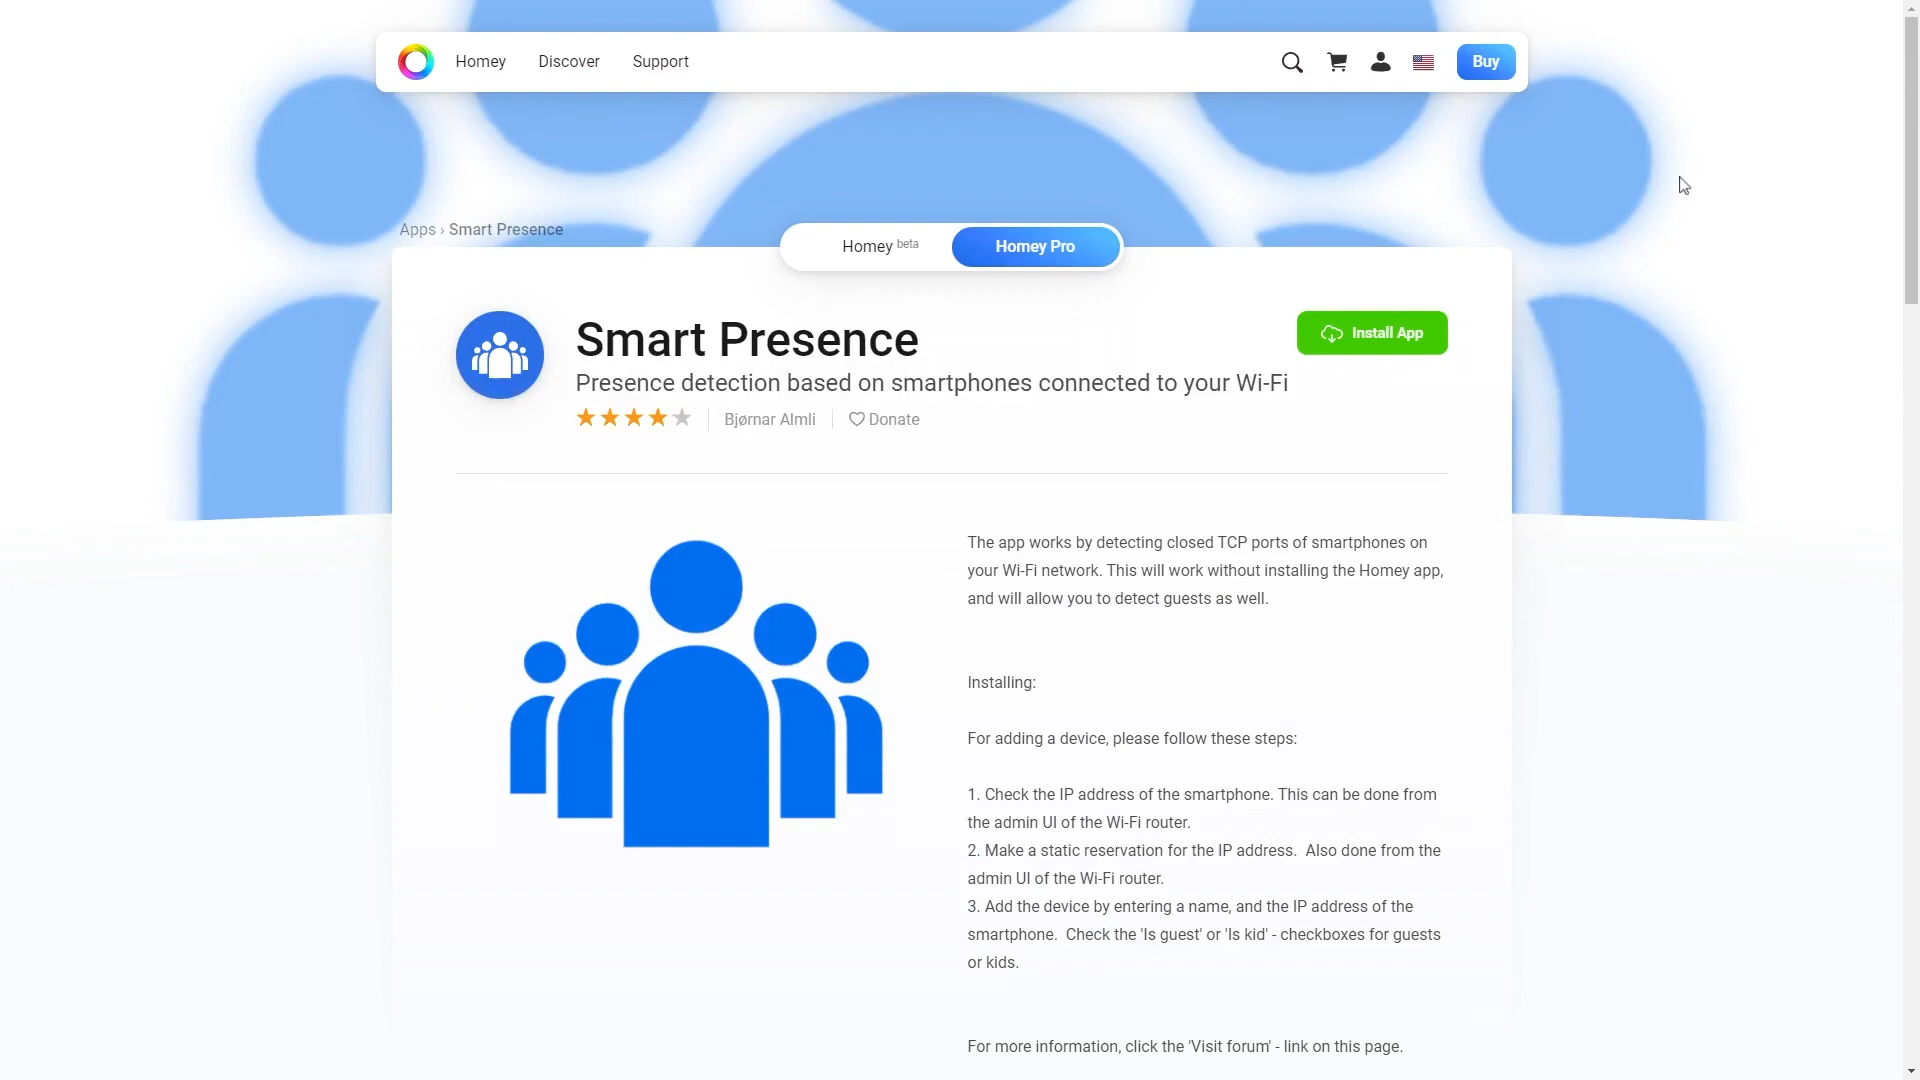 Homey Discover Support Buy
Apps › Smart Presence
Homey beta Homey Pro
Smart Presence
Install App
Presence detection based on smartphones connected to your Wi-Fi
Bjørnar Almli Donate
The app works by detecting closed TCP ports of smartphones on
your Wi-Fi network. This will work without installing the Homey app,
and will allow you to detect guests as well.
Installing:
For adding a device, please follow these steps:
1. Check the IP address of the smartphone. This can be done from
the admin UI of the Wi-Fi router.
2. Make a static reservation for the IP address.  Also done from the
admin UI of the Wi-Fi router.
3. Add the device by entering a name, and the IP address of the
smartphone.  Check the 'Is guest' or 'Is kid' - checkboxes for guests
or kids.
For more information, click the 'Visit forum' - link on this page.